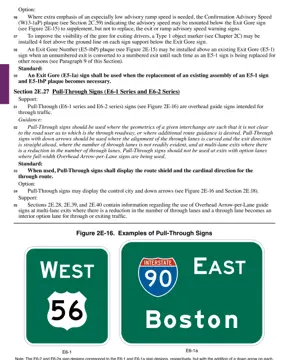 Option:
Where extra emphasis of an especially low advisory ramp speed is needed, the Confirmation Advisory Speed
(W13-1aP) plaque (see Section 2C.59) indicating the advisory speed may be mounted below the Exit Gore sign
(see Figure 2E-15) to supplement, but not to replace, the exit or ramp advisory speed warning signs.
To improve the visibility of the gore for exiting drivers, a Type 1 object marker (see Chapter 2C) may be
installed 4 feet above the ground line on each sign support below the Exit Gore sign.
An Exit Gore Number (E5-1bP) plaque (see Figure 2E-15) may be installed above an existing Exit Gore (E5-1)
sign when an unnumbered exit is converted to a numbered exit until such time as an E5-1 sign is being replaced for
other reasons (see Paragraph 9 of this Section).
Standard:
An Exit Gore (E5-1a) sign shall be used when the replacement of an existing assembly of an E5-1 sign
and E5-1bP plaque becomes necessary.
Section 2E.27 Pull-Through Signs (E6-1 Series and E6-2 Series)
Support:
Pull-Through (E6-1 series and E6-2 series) signs (see Figure 2E-16) are overhead guide signs intended for
through traffic.
Guidance:
Pull-Through signs should be used where the geometrics of a given interchange are such that it is not clear
to the road user as to which is the through roadway, or where additional route guidance is desired. Pull-Through
signs with down arrows should be used where the alignment of the through lanes is curved and the exit direction
is straight ahead, where the number of through lanes is not readily evident, and at multi-lane exits where there
is a reduction in the number of through lanes. Pull-Through signs should not be used at exits with option lanes
where full-width Overhead Arrow-per-Lane signs are being used.
Standard:
When used, Pull-Through signs shall display the route shield and the cardinal direction for the
through route.
Option:
Pull-Through signs may display the control city and down arrows (see Figure 2E-16 and Section 2E.18).
Support:
Sections 2E.28, 2E.39, and 2E.40 contain information regarding the use of Overhead Arrow-per-Lane guide
signs at multi-lane exits where there is a reduction in the number of lanes and a through lane becomes an
interior option lane for through or exiting traffic.
Figure 2E-16. Examples of Pull-Through Signs
WEST
56
INTERSTATE
90
EAST
Boston
E6-1
E6-1a